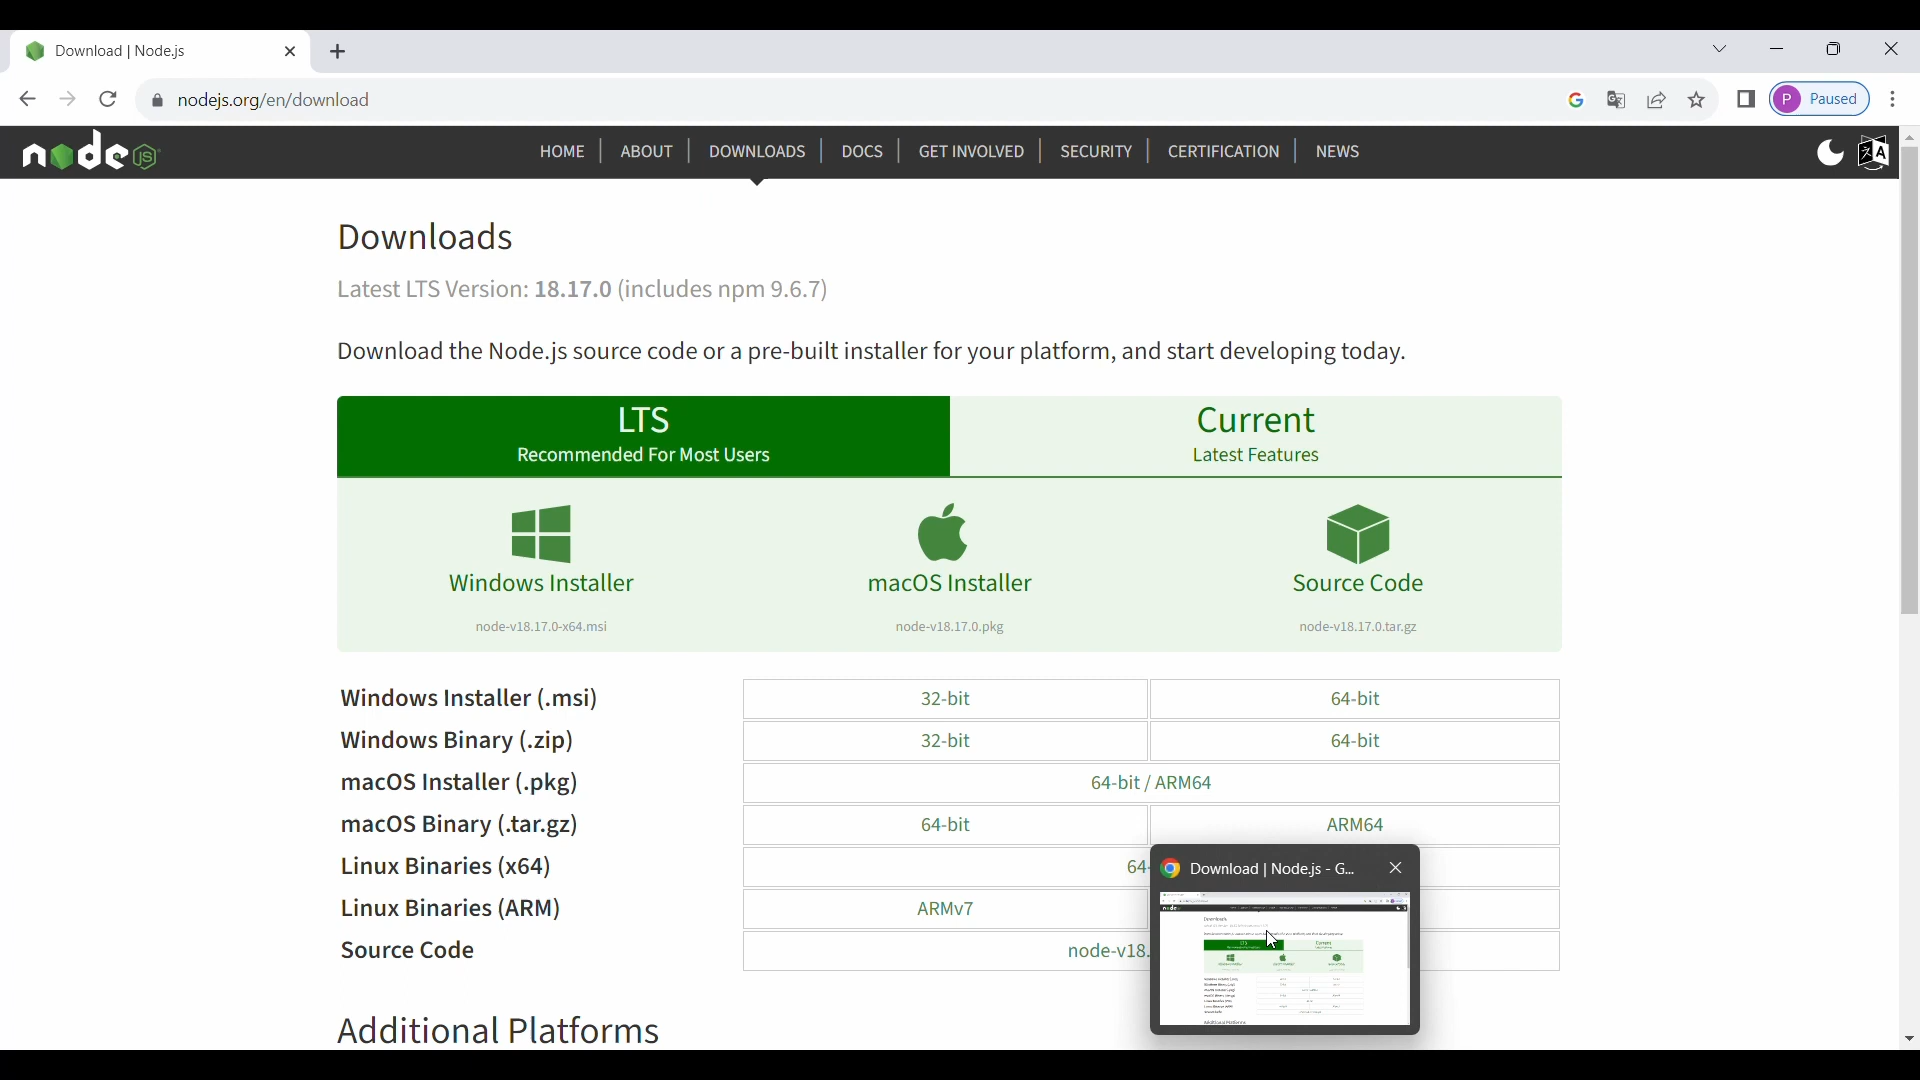 Download | Node.js
nodejs.org/en/download
P Paused
node JS
HOME | ABOUT | DOWNLOADS | DOCS | GET INVOLVED | SECURITY | CERTIFICATION | NEWS
Downloads
Latest LTS Version: 18.17.0 (includes npm 9.6.7)
Download the Node.js source code or a pre-built installer for your platform, and start developing today.
LTS
Recommended For Most Users
Current
Latest Features
Windows Installer
node-v18.17.0-x64.msi
macOS Installer
node-v18.17.0.pkg
Source Code
node-v18.17.0.tar.gz
Windows Installer (.msi) 32-bit 64-bit
Windows Binary (.zip) 32-bit 64-bit
macOS Installer (.pkg) 64-bit / ARM64
macOS Binary (.tar.gz) 64-bit ARM64
Linux Binaries (x64) 64-
Linux Binaries (ARM) ARMv7
Source Code node-v18.
Download | Node.js - G...
Additional Platforms